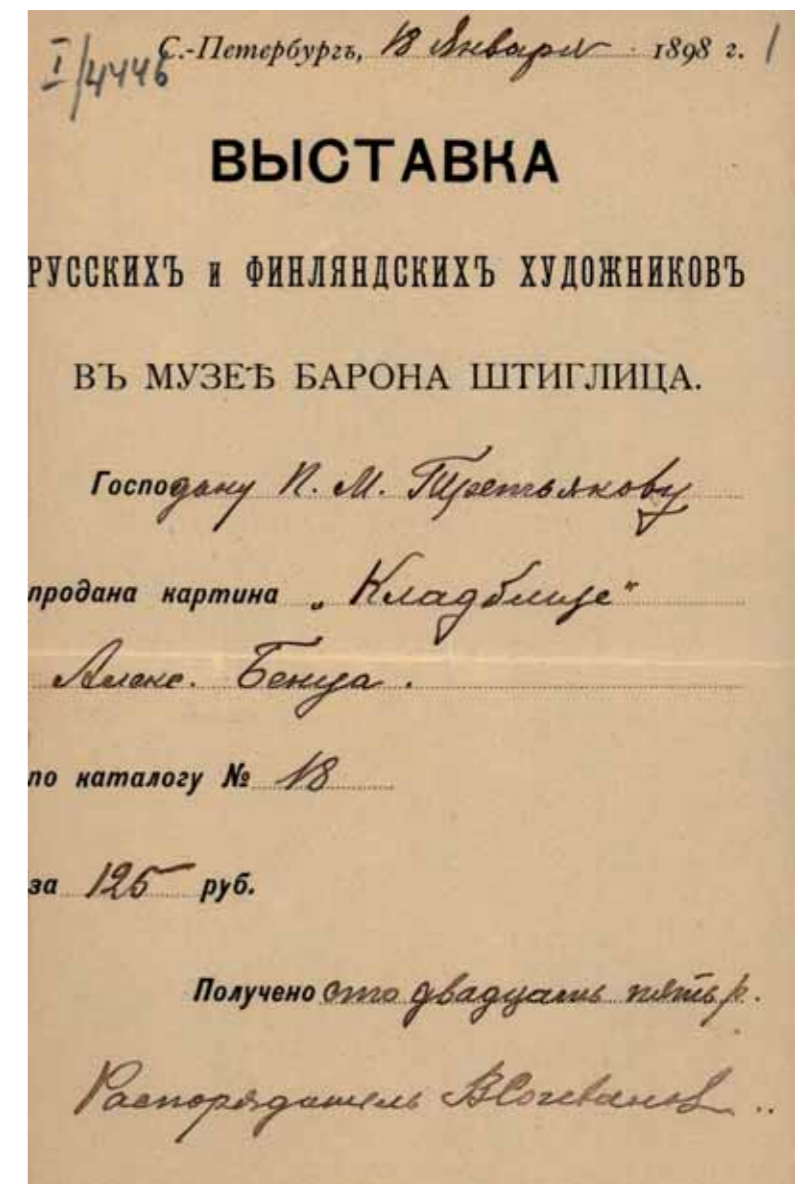 I/4446
С.-Петербургъ, 18 Января 1898 г. 1
ВЫСТАВКА
РУССКИХЪ и ФИНЛЯНДСКИХЪ ХУДОЖНИКОВЪ
ВЪ МУЗЕѢ БАРОНА ШТИГЛИЦА.
Господину П. М. Третьякову
продана картина „Кладбище“
Алекс. Бенуа.
по каталогу № 18
за 125 руб.
Получено сто двадцать пять р.
Распорядитель